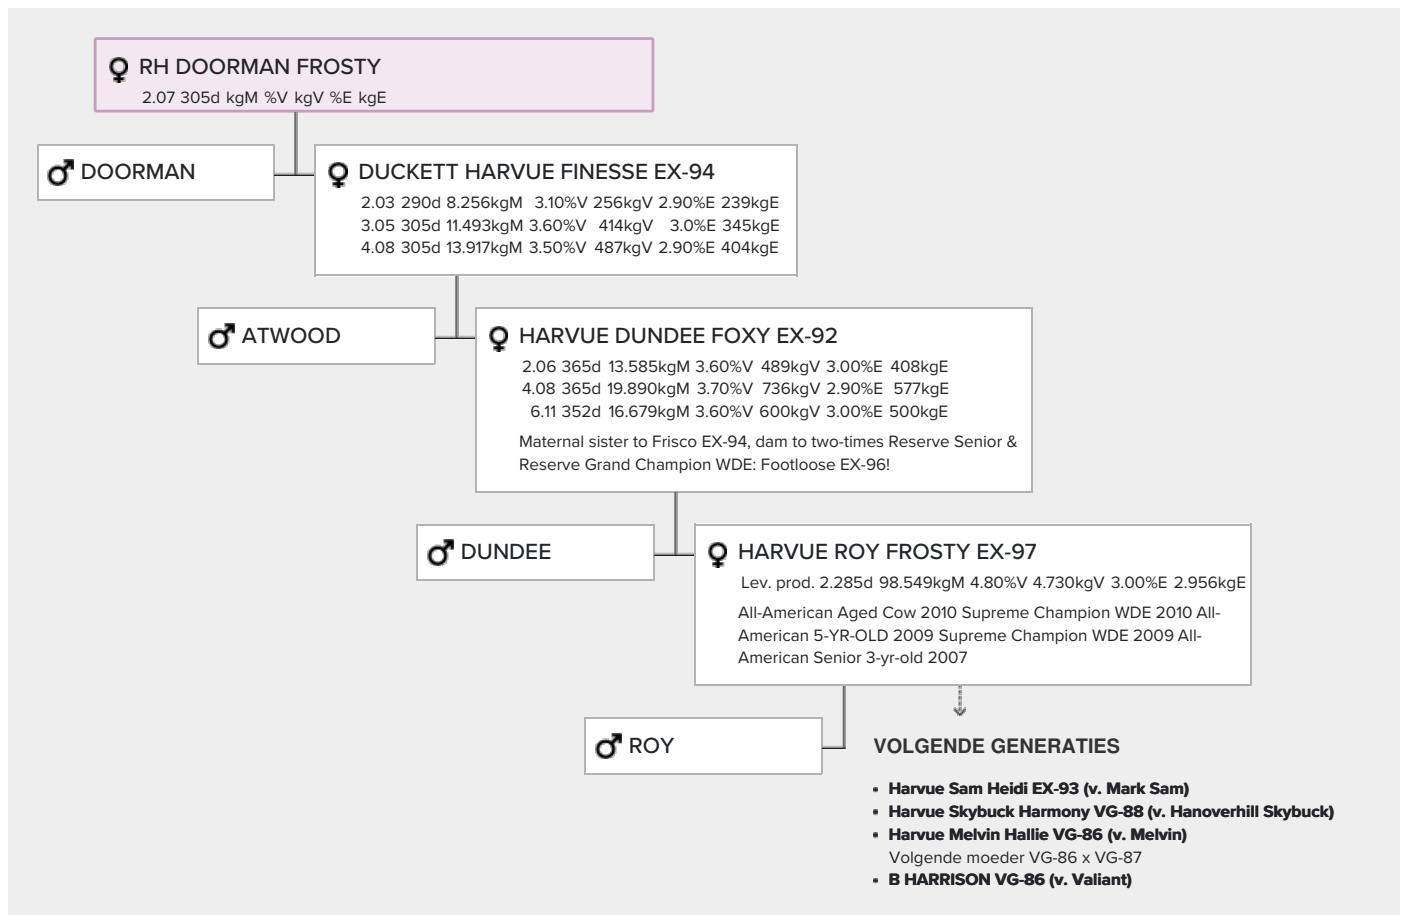 RH DOORMAN FROSTY
2.07 305d kgM %V kgV %E kgE
DOORMAN
DUCKETT HARVUE FINESSE EX-94
2.03 290d 8.256kgM 3.10%V 256kgV 2.90%E 239kgE
3.05 305d 11.493kgM 3.60%V 414kgV 3.0%E 345kgE
4.08 305d 13.917kgM 3.50%V 487kgV 2.90%E 404kgE
ATWOOD
HARVUE DUNDEE FOXY EX-92
2.06 365d 13.585kgM 3.60%V 489kgV 3.00%E 408kgE
4.08 365d 19.890kgM 3.70%V 736kgV 2.90%E 577kgE
6.11 352d 16.679kgM 3.60%V 600kgV 3.00%E 500kgE
Maternal sister to Frisco EX-94, dam to two-times Reserve Senior &
Reserve Grand Champion WDE: Footloose EX-96!
DUNDEE
HARVUE ROY FROSTY EX-97
Lev. prod. 2.285d 98.549kgM 4.80%V 4.730kgV 3.00%E 2.956kgE
All-American Aged Cow 2010 Supreme Champion WDE 2010 All-
American 5-YR-OLD 2009 Supreme Champion WDE 2009 All-
American Senior 3-yr-old 2007
ROY
VOLGENDE GENERATIES
• Harvue Sam Heidi EX-93 (v. Mark Sam)
• Harvue Skybuck Harmony VG-88 (v. Hanoverhill Skybuck)
• Harvue Melvin Hallie VG-86 (v. Melvin)
Volgende moeder VG-86 x VG-87
• B HARRISON VG-86 (v. Valiant)